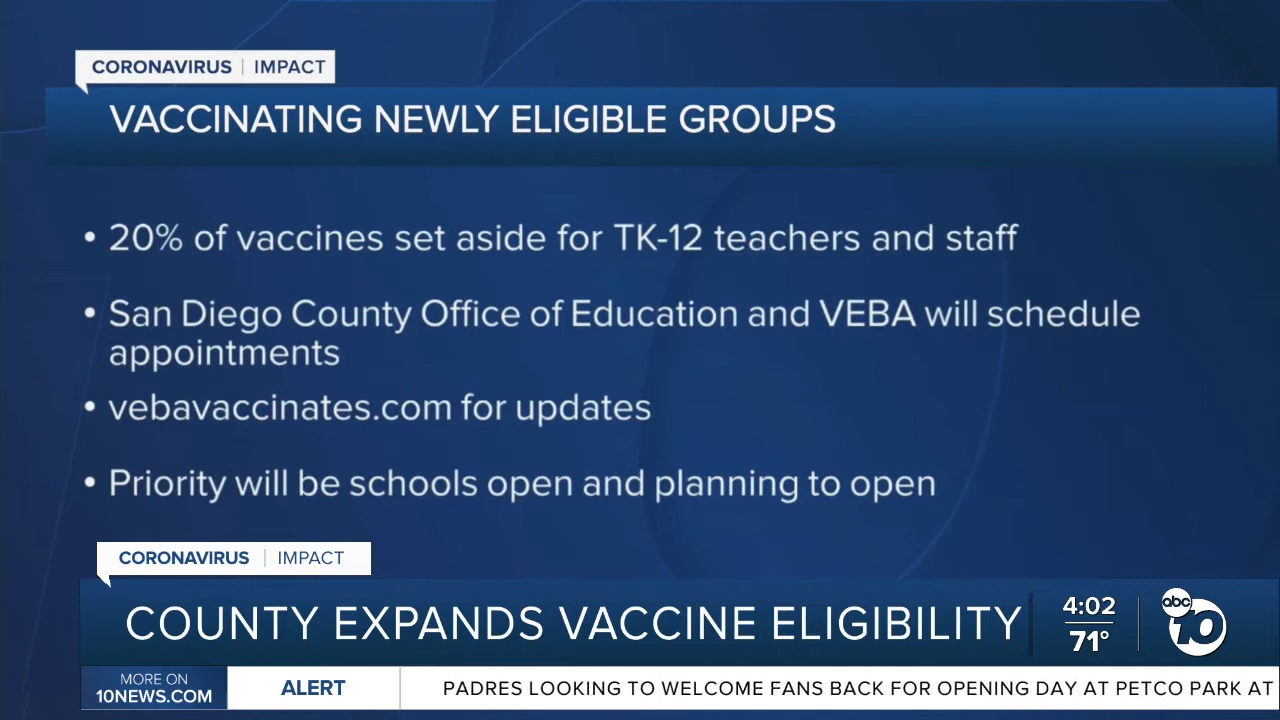 CORONAVIRUS | IMPACT
VACCINATING NEWLY ELIGIBLE GROUPS
• 20% of vaccines set aside for TK-12 teachers and staff
• San Diego County Office of Education and VEBA will schedule
appointments
• vebavaccinates.com for updates
• Priority will be schools open and planning to open
CORONAVIRUS | IMPACT
COUNTY EXPANDS VACCINE ELIGIBILITY
4:02
71°
abc
10
MORE ON
10NEWS.COM
ALERT
PADRES LOOKING TO WELCOME FANS BACK FOR OPENING DAY AT PETCO PARK AT